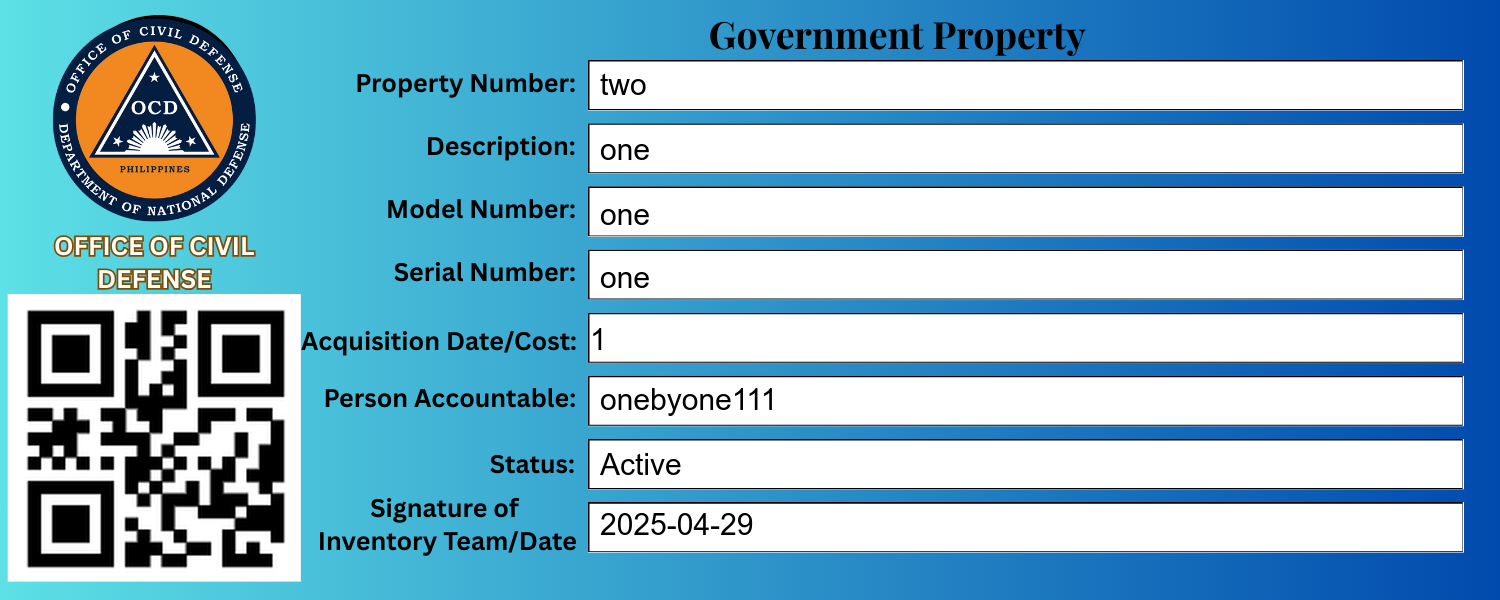 OFFICE OF CIVIL DEFENSE
OCD
PHILIPPINES
DEPARTMENT OF NATIONAL DEFENSE
OFFICE OF CIVIL
DEFENSE
Government Property
Property Number: two
Description: one
Model Number: one
Serial Number: one
Acquisition Date/Cost: 1
Person Accountable: onebyone111
Status: Active
Signature of
Inventory Team/Date 2025-04-29